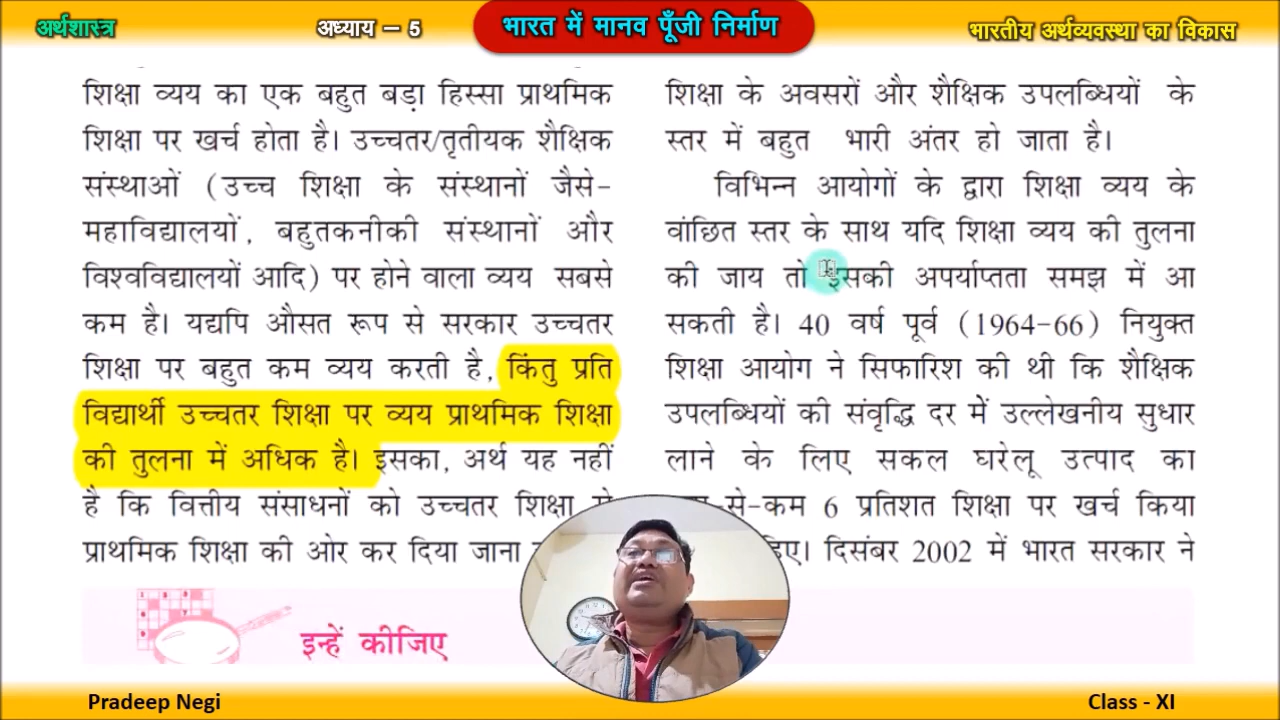 अर्थशास्त्र
अध्याय – 5
भारत में मानव पूँजी निर्माण
भारतीय अर्थव्यवस्था का विकास
शिक्षा व्यय का एक बहुत बड़ा हिस्सा प्राथमिक
शिक्षा पर खर्च होता है। उच्चतर/तृतीयक शैक्षिक
संस्थाओं (उच्च शिक्षा के संस्थानों जैसे-
महाविद्यालयों, बहुतकनीकी संस्थानों और
विश्वविद्यालयों आदि) पर होने वाला व्यय सबसे
कम है। यद्यपि औसत रूप से सरकार उच्चतर
शिक्षा पर बहुत कम व्यय करती है, किंतु प्रति
विद्यार्थी उच्चतर शिक्षा पर व्यय प्राथमिक शिक्षा
की तुलना में अधिक है। इसका, अर्थ यह नहीं
है कि वित्तीय संसाधनों को उच्चतर शिक्षा
प्राथमिक शिक्षा की ओर कर दिया जाना
शिक्षा के अवसरों और शैक्षिक उपलब्धियों के
स्तर में बहुत भारी अंतर हो जाता है।
विभिन्न आयोगों के द्वारा शिक्षा व्यय के
वांछित स्तर के साथ यदि शिक्षा व्यय की तुलना
की जाय तो इसकी अपर्याप्तता समझ में आ
सकती है। 40 वर्ष पूर्व (1964-66) नियुक्त
शिक्षा आयोग ने सिफारिश की थी कि शैक्षिक
उपलब्धियों की संवृद्धि दर में उल्लेखनीय सुधार
लाने के लिए सकल घरेलू उत्पाद का
-से-कम 6 प्रतिशत शिक्षा पर खर्च किया
दिसंबर 2002 में भारत सरकार ने
इन्हें कीजिए
Pradeep Negi
Class - XI